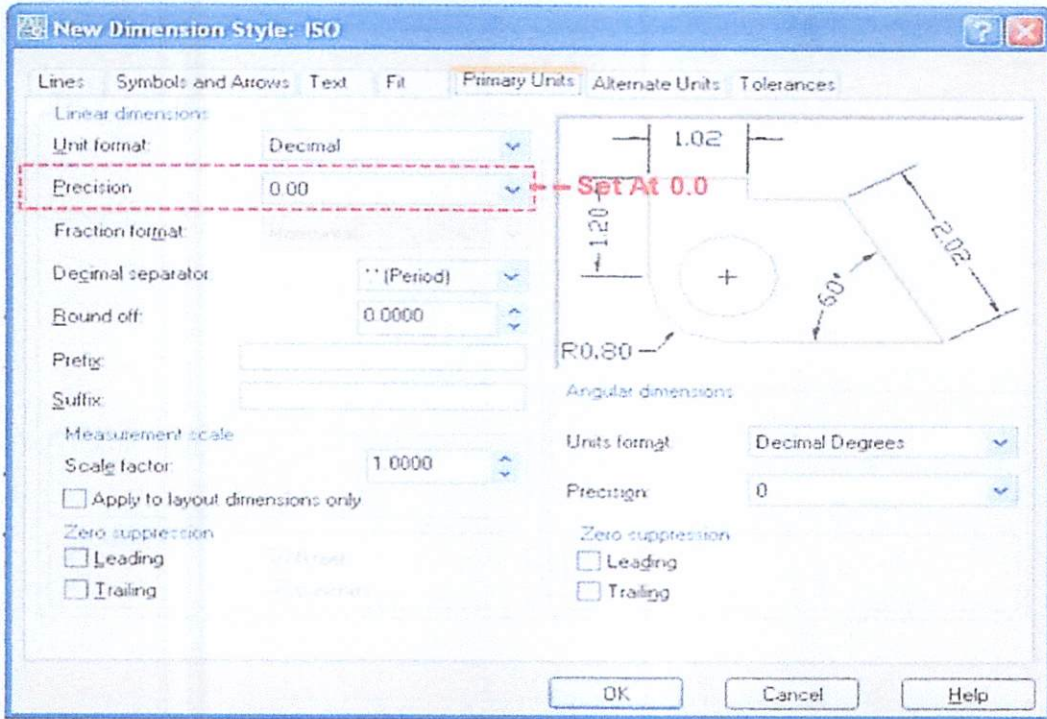 New Dimension Style: ISO
Lines Symbols and Arrows Text Fit Primary Units Alternate Units Tolerances
Linear dimensions
Unit format: Decimal
Precision 0.00
Set At 0.0
Fraction format: Horizontal
Decimal separator: '.' (Period)
Round off: 0.0000
Prefix:
Suffix:
Measurement scale
Scale factor: 1.0000
Apply to layout dimensions only
Zero suppression
Leading
Trailing
1.02
1.20
2.02
60°
R0.80
Angular dimensions
Units format: Decimal Degrees
Precision: 0
Zero suppression
Leading
Trailing
OK Cancel Help